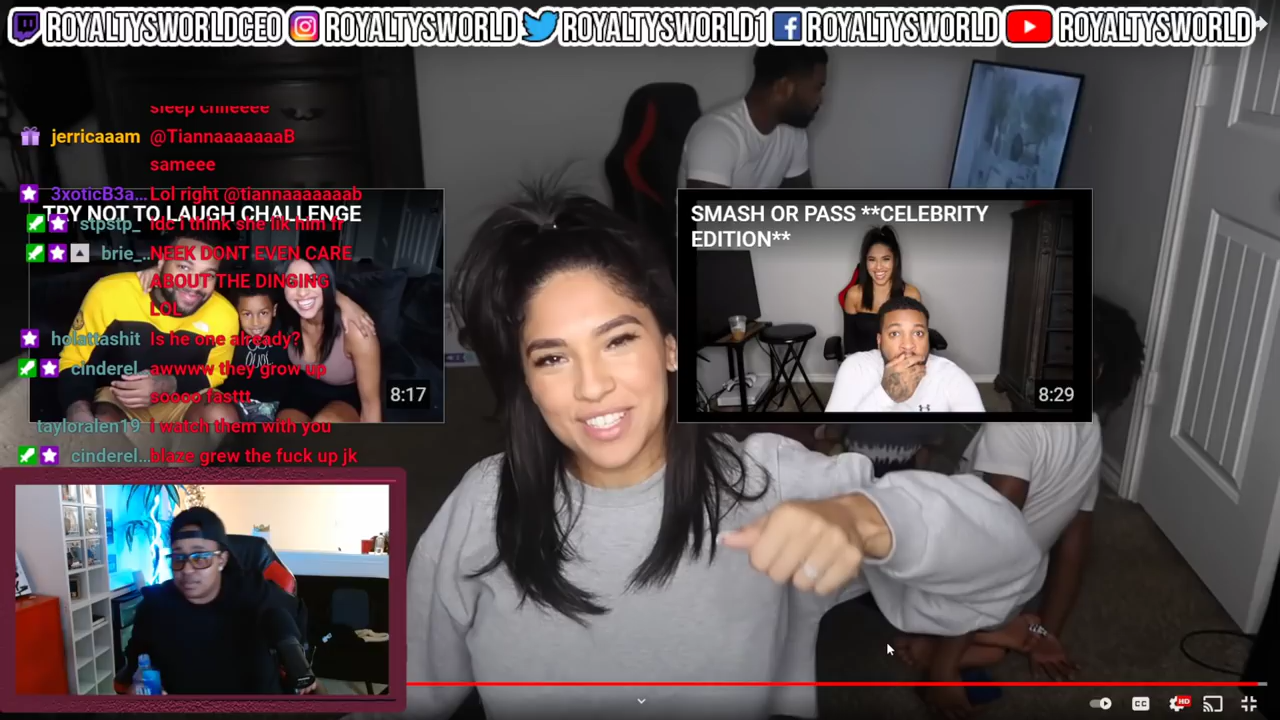 ROYALTYSWORLDCEO ROYALTYSWORLD ROYALTYSWORLD1 ROYALTYSWORLD ROYALTYSWORLD
sleep chileeee
jerricaaam @TiannaaaaaaaB
sameee
3xoticB3a... Lol right @tiannaaaaaaab
stpstp_ idc i think she lik him fr
brie_... NEEK DONT EVEN CARE
ABOUT THE DINGING
LOL
holattashit Is he one already?
cinderel... awwww they grow up
soooo fasttt
tayloralen19 i watch them with you
cinderel... blaze grew the fuck up jk
TRY NOT TO LAUGH CHALLENGE
8:17
SMASH OR PASS **CELEBRITY
EDITION**
8:29
CC
HD